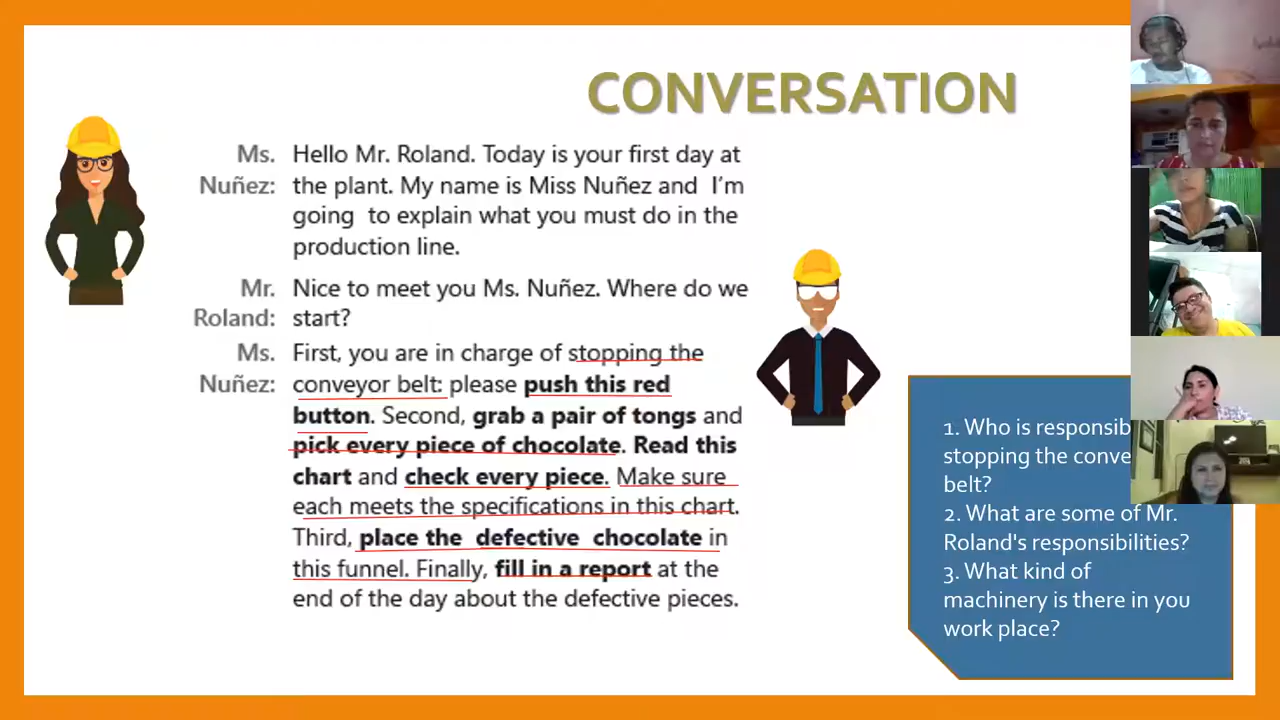 CONVERSATION
Ms. Hello Mr. Roland. Today is your first day at
Nuñez: the plant. My name is Miss Nuñez and I'm
going to explain what you must do in the
production line.
Mr. Nice to meet you Ms. Nuñez. Where do we
Roland: start?
Ms. First, you are in charge of stopping the
Nuñez: conveyor belt: please push this red
button. Second, grab a pair of tongs and
pick every piece of chocolate. Read this
chart and check every piece. Make sure
each meets the specifications in this chart.
Third, place the defective chocolate in
this funnel. Finally, fill in a report at the
end of the day about the defective pieces.
1. Who is responsib
stopping the conve
belt?
2. What are some of Mr.
Roland's responsibilities?
3. What kind of
machinery is there in you
work place?